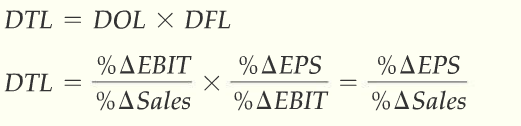 DTL = DOL × DFL
DTL = %ΔEBIT / %ΔSales × %ΔEPS / %ΔEBIT = %ΔEPS / %ΔSales